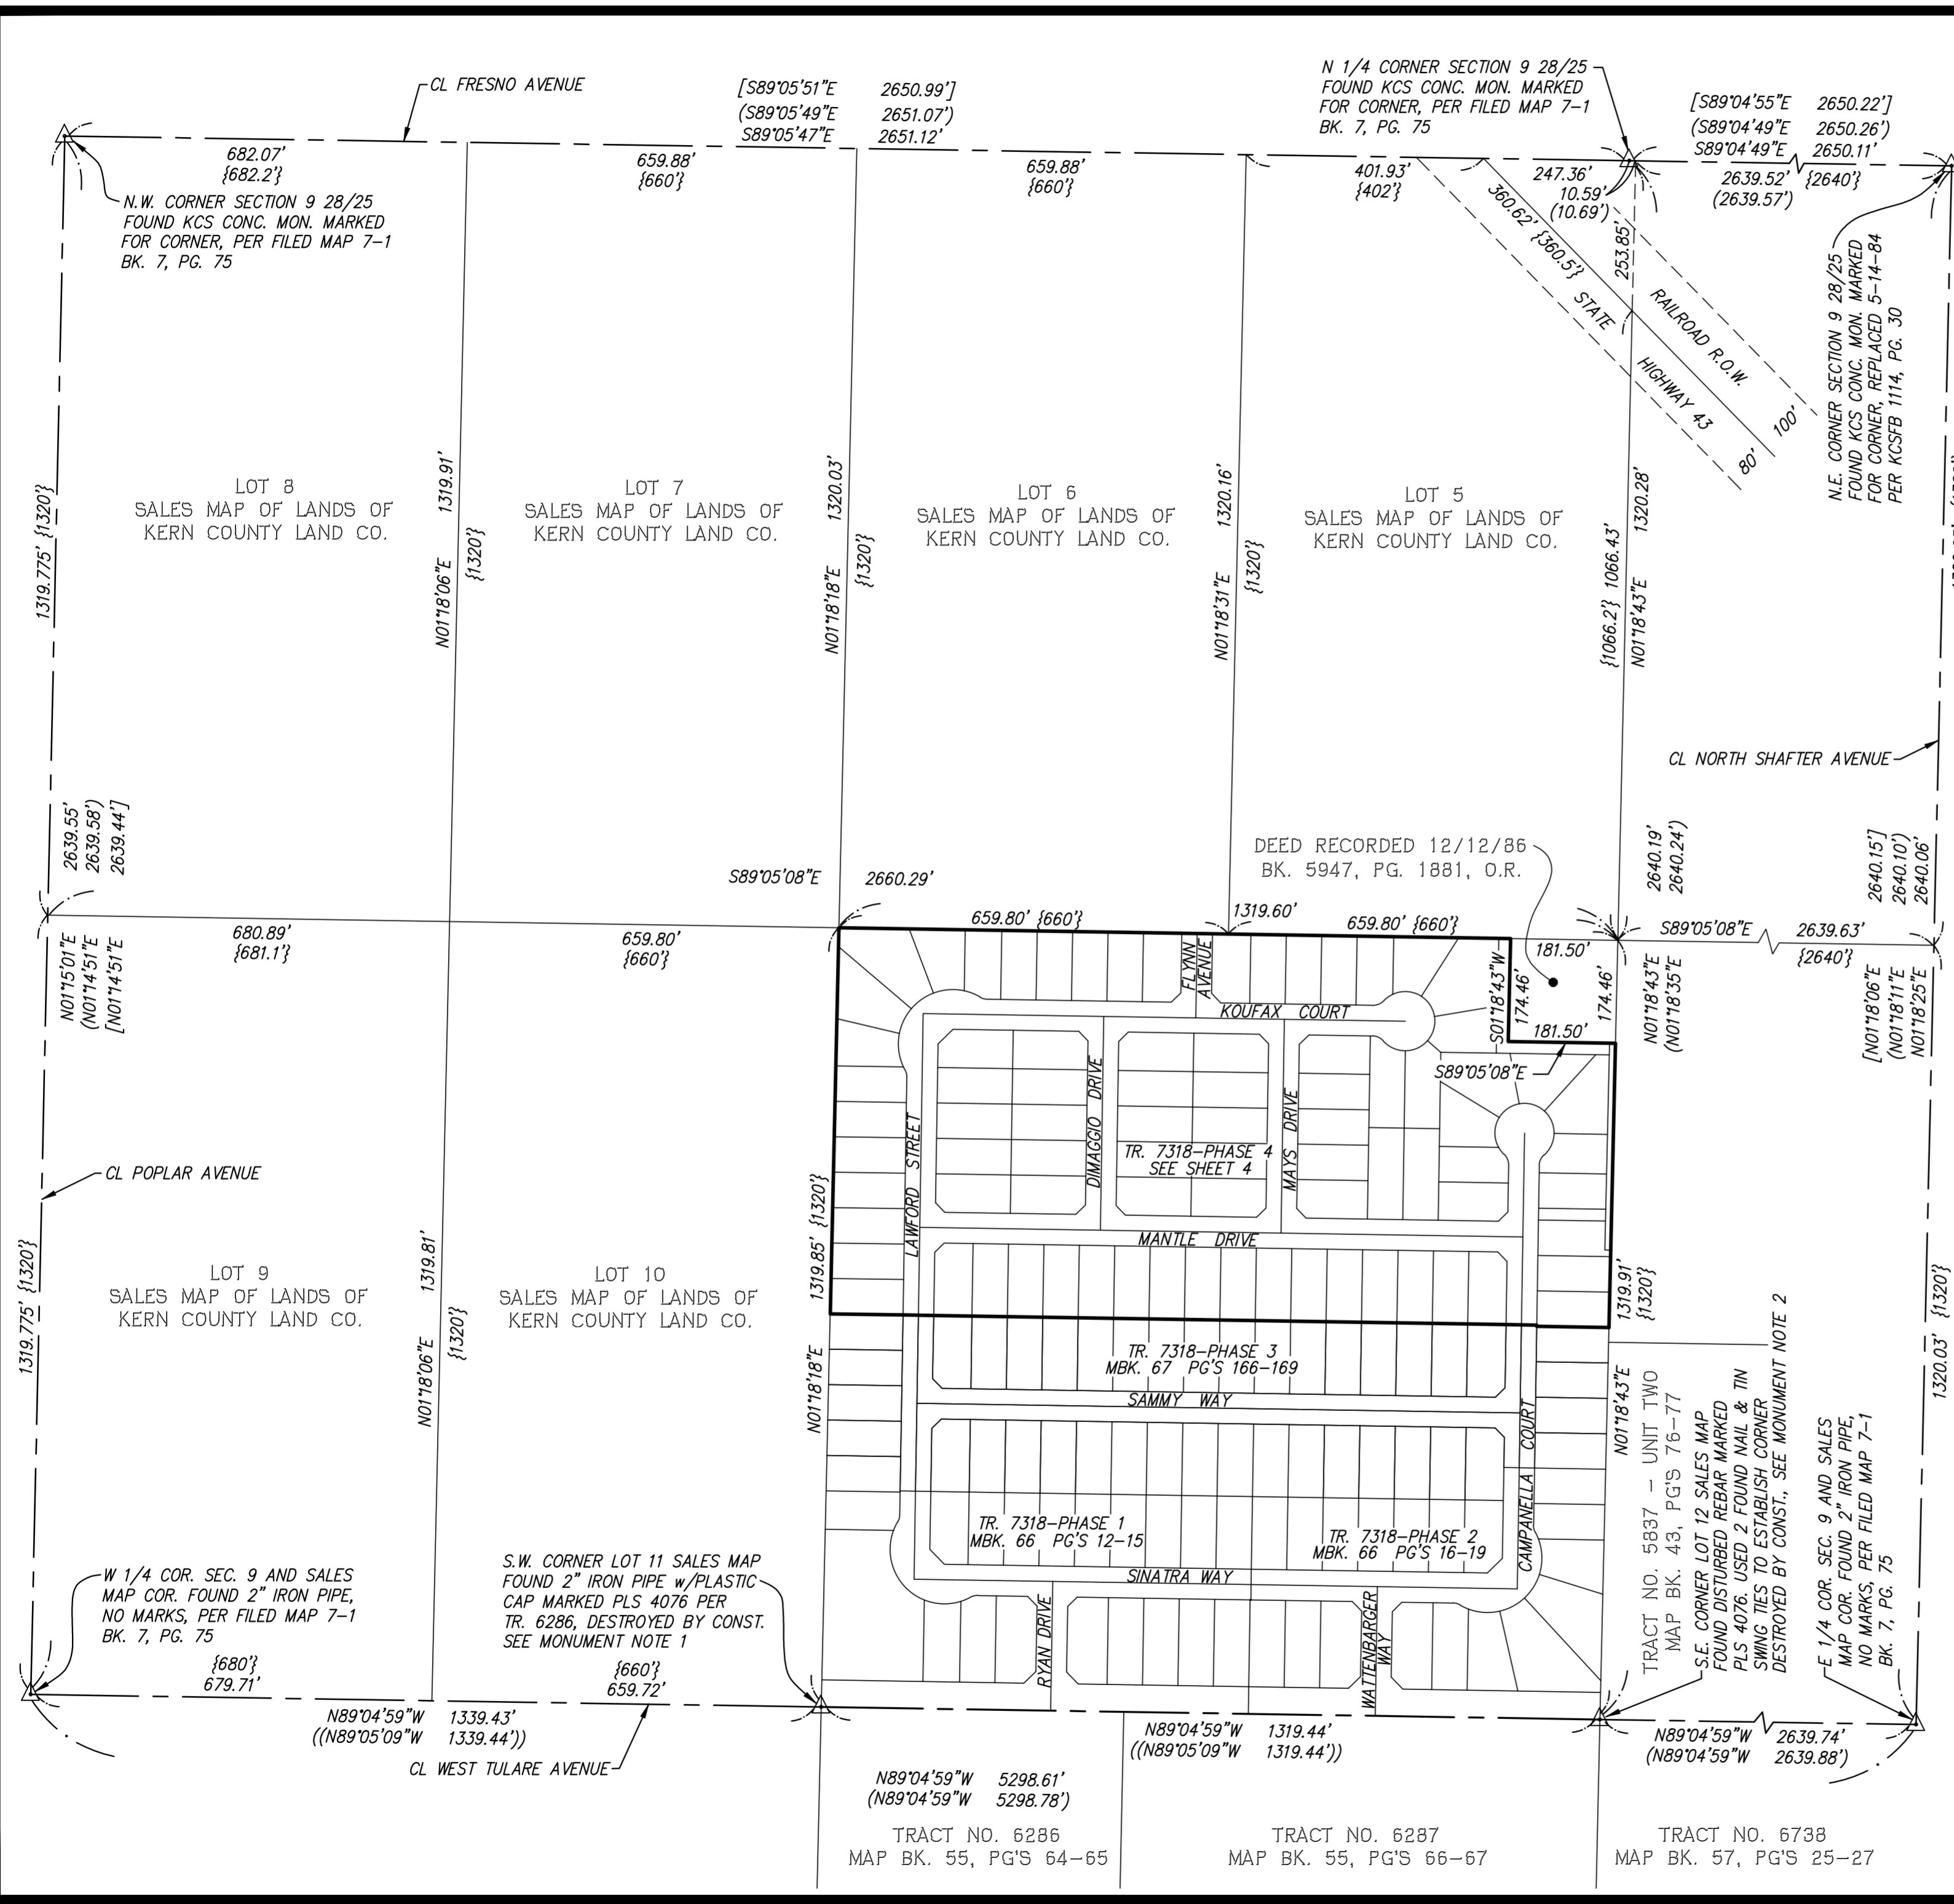 CL FRESNO AVENUE
[S89°05'51"E 2650.99']
(S89°05'49"E 2651.07')
S89°05'47"E 2651.12'
N 1/4 CORNER SECTION 9 28/25
FOUND KCS CONC. MON. MARKED
FOR CORNER, PER FILED MAP 7-1
BK. 7, PG. 75
[S89°04'55"E 2650.22']
(S89°04'49"E 2650.26')
S89°04'49"E 2650.11'
682.07'
{682.2'}
659.88'
{660'}
659.88'
{660'}
401.93'
{402'}
247.36'
10.59'
(10.69')
2639.52' {2640'}
(2639.57')
N.W. CORNER SECTION 9 28/25
FOUND KCS CONC. MON. MARKED
FOR CORNER, PER FILED MAP 7-1
BK. 7, PG. 75
360.62' {360.5'}
253.85'
STATE
HIGHWAY 43
80'
RAILROAD R.O.W.
100'
N.E. CORNER SECTION 9 28/25
FOUND KCS CONC. MON. MARKED
FOR CORNER, REPLACED 5-14-84
PER KCSFB 1114, PG. 30
1319.775' {1320'}
LOT 8
SALES MAP OF LANDS OF
KERN COUNTY LAND CO.
N01°18'06"E 1319.91'
{1320'}
LOT 7
SALES MAP OF LANDS OF
KERN COUNTY LAND CO.
N01°18'18"E 1320.03'
{1320'}
LOT 6
SALES MAP OF LANDS OF
KERN COUNTY LAND CO.
N01°18'31"E 1320.16'
{1320'}
LOT 5
SALES MAP OF LANDS OF
KERN COUNTY LAND CO.
{1066.2'} 1066.43'
N01°18'43"E 1320.28'
CL NORTH SHAFTER AVENUE
2639.55'
2639.58')
2639.44']
N01°15'01"E
(N01°14'51"E
[N01°14'51"E
S89°05'08"E 2660.29'
DEED RECORDED 12/12/86
BK. 5947, PG. 1881, O.R.
2640.19'
2640.24')
N01°18'43"E
(N01°18'35"E
2640.15']
2640.10')
2640.06'
[N01°18'06"E
(N01°18'11"E
N01°18'25"E
680.89'
{681.1'}
659.80'
{660'}
659.80' {660'}
1319.60'
659.80' {660'}
S89°05'08"E 2639.63'
{2640'}
181.50'
S01°18'43"W
174.46'
174.46'
181.50'
S89°05'08"E
FLYNN
AVENUE
KOUFAX COURT
LAWFORD STREET
DIMAGGIO DRIVE
MAYS DRIVE
TR. 7318-PHASE 4
SEE SHEET 4
MANTLE DRIVE
CL POPLAR AVENUE
1319.775' {1320'}
LOT 9
SALES MAP OF LANDS OF
KERN COUNTY LAND CO.
N01°18'06"E 1319.81'
{1320'}
LOT 10
SALES MAP OF LANDS OF
KERN COUNTY LAND CO.
1319.85' {1320'}
N01°18'18"E
1319.91'
{1320'}
N01°18'43"E
TR. 7318-PHASE 3
MBK. 67 PG'S 166-169
SAMMY WAY
CAMPANELLA COURT
TR. 7318-PHASE 1
MBK. 66 PG'S 12-15
TR. 7318-PHASE 2
MBK. 66 PG'S 16-19
SINATRA WAY
RYAN DRIVE
WATENBARGER
WAY
TRACT NO. 5837 - UNIT TWO
MAP BK. 43, PG'S 76-77
S.E. CORNER LOT 12 SALES MAP
FOUND DISTURBED REBAR MARKED
PLS 4076. USED 2 FOUND NAIL & TIN
SWING TIES TO ESTABLISH CORNER
DESTROYED BY CONST., SEE MONUMENT NOTE 2
E 1/4 COR. SEC. 9 AND SALES
MAP COR. FOUND 2" IRON PIPE,
NO MARKS, PER FILED MAP 7-1
BK. 7, PG. 75
1320.03' {1320'}
W 1/4 COR. SEC. 9 AND SALES
MAP COR. FOUND 2" IRON PIPE,
NO MARKS, PER FILED MAP 7-1
BK. 7, PG. 75
S.W. CORNER LOT 11 SALES MAP
FOUND 2" IRON PIPE w/PLASTIC
CAP MARKED PLS 4076 PER
TR. 6286, DESTROYED BY CONST.
SEE MONUMENT NOTE 1
{680'}
679.71'
{660'}
659.72'
N89°04'59"W 1339.43'
((N89°05'09"W 1339.44'))
CL WEST TULARE AVENUE
N89°04'59"W 1319.44'
((N89°05'09"W 1319.44'))
N89°04'59"W 2639.74'
(N89°04'59"W 2639.88')
N89°04'59"W 5298.61'
(N89°04'59"W 5298.78')
TRACT NO. 6286
MAP BK. 55, PG'S 64-65
TRACT NO. 6287
MAP BK. 55, PG'S 66-67
TRACT NO. 6738
MAP BK. 57, PG'S 25-27